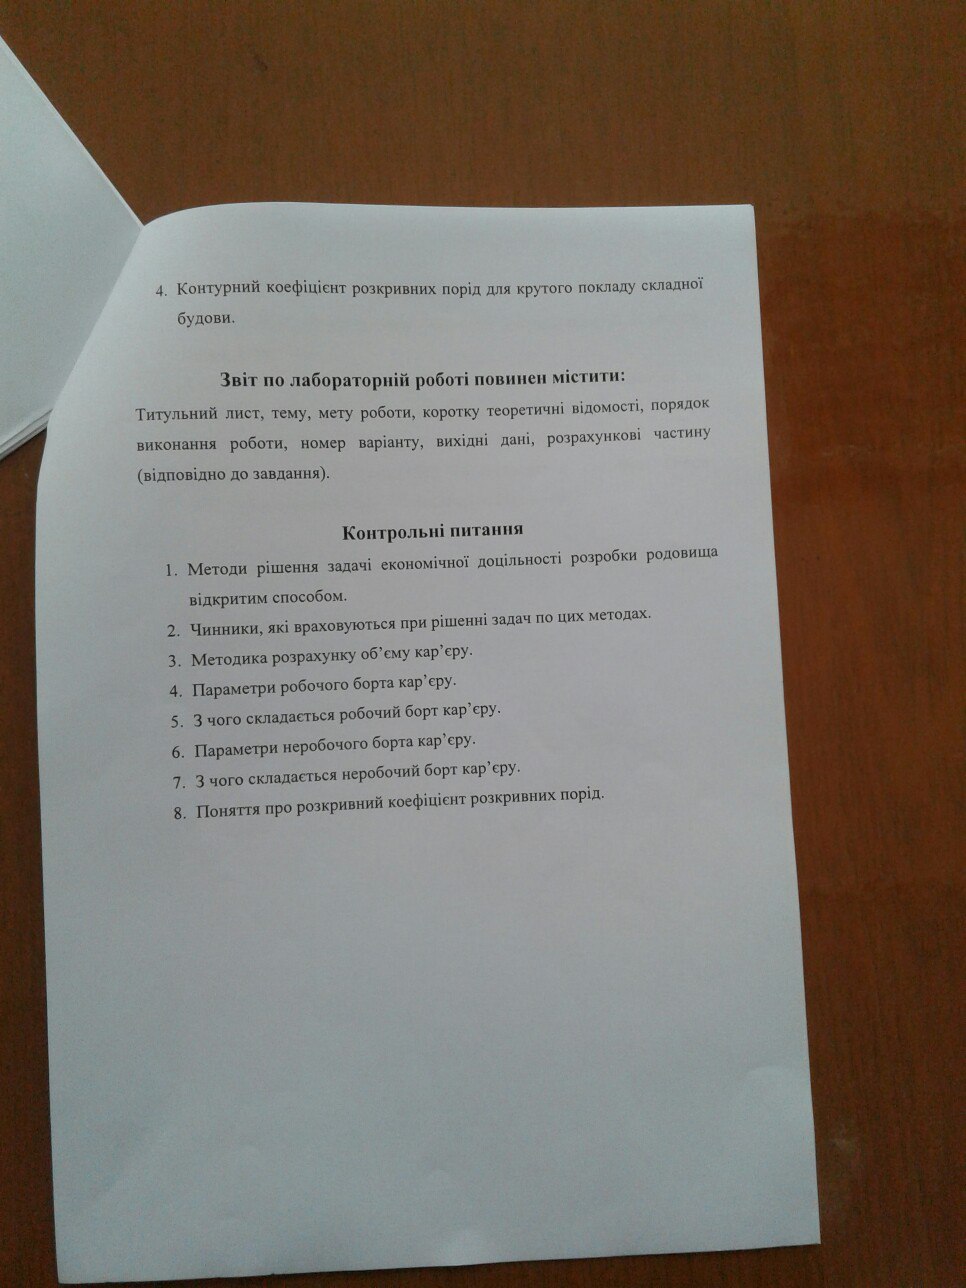 4. Контурний коефіцієнт розкривних порід для крутого покладу складної
будови.
Звіт по лабораторній роботі повинен містити:
Титульний лист, тему, мету роботи, коротку теоретичні відомості, порядок
виконання роботи, номер варіанту, вихідні дані, розрахункові частину
(відповідно до завдання).
Контрольні питання
1. Методи рішення задачі економічної доцільності розробки родовища
відкритим способом.
2. Чинники, які враховуються при рішенні задач по цих методах.
3. Методика розрахунку об’єму кар’єру.
4. Параметри робочого борта кар’єру.
5. З чого складається робочий борт кар’єру.
6. Параметри неробочого борта кар’єру.
7. З чого складається неробочий борт кар’єру.
8. Поняття про розкривний коефіцієнт розкривних порід.